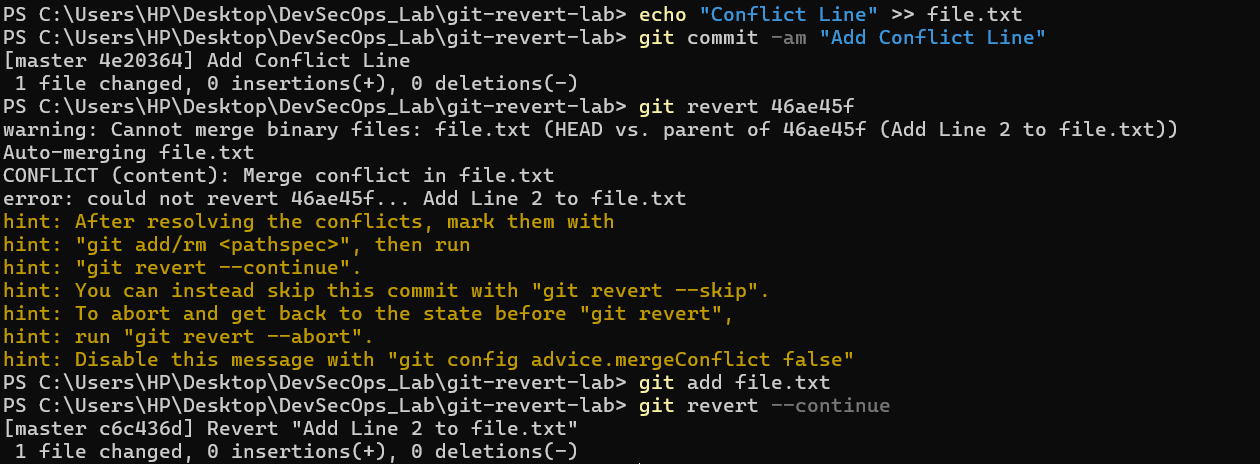 PS C:\Users\HP\Desktop\DevSecOps_Lab\git-revert-lab> echo "Conflict Line" >> file.txt
PS C:\Users\HP\Desktop\DevSecOps_Lab\git-revert-lab> git commit -am "Add Conflict Line"
[master 4e20364] Add Conflict Line
 1 file changed, 0 insertions(+), 0 deletions(-)
PS C:\Users\HP\Desktop\DevSecOps_Lab\git-revert-lab> git revert 46ae45f
warning: Cannot merge binary files: file.txt (HEAD vs. parent of 46ae45f (Add Line 2 to file.txt))
Auto-merging file.txt
CONFLICT (content): Merge conflict in file.txt
error: could not revert 46ae45f... Add Line 2 to file.txt
hint: After resolving the conflicts, mark them with
hint: "git add/rm <pathspec>", then run
hint: "git revert --continue".
hint: You can instead skip this commit with "git revert --skip".
hint: To abort and get back to the state before "git revert",
hint: run "git revert --abort".
hint: Disable this message with "git config advice.mergeConflict false"
PS C:\Users\HP\Desktop\DevSecOps_Lab\git-revert-lab> git add file.txt
PS C:\Users\HP\Desktop\DevSecOps_Lab\git-revert-lab> git revert --continue
[master c6c436d] Revert "Add Line 2 to file.txt"
 1 file changed, 0 insertions(+), 0 deletions(-)